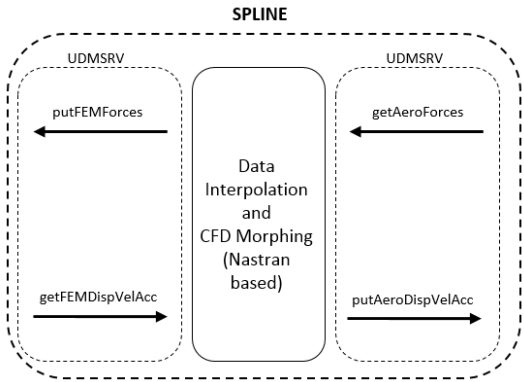 SPLINE
UDMSRV
UDMSRV
putFEMForces
getAeroForces
Data
Interpolation
and
CFD Morphing
(Nastran
based)
getFEMDispVelAcc
putAeroDispVelAcc